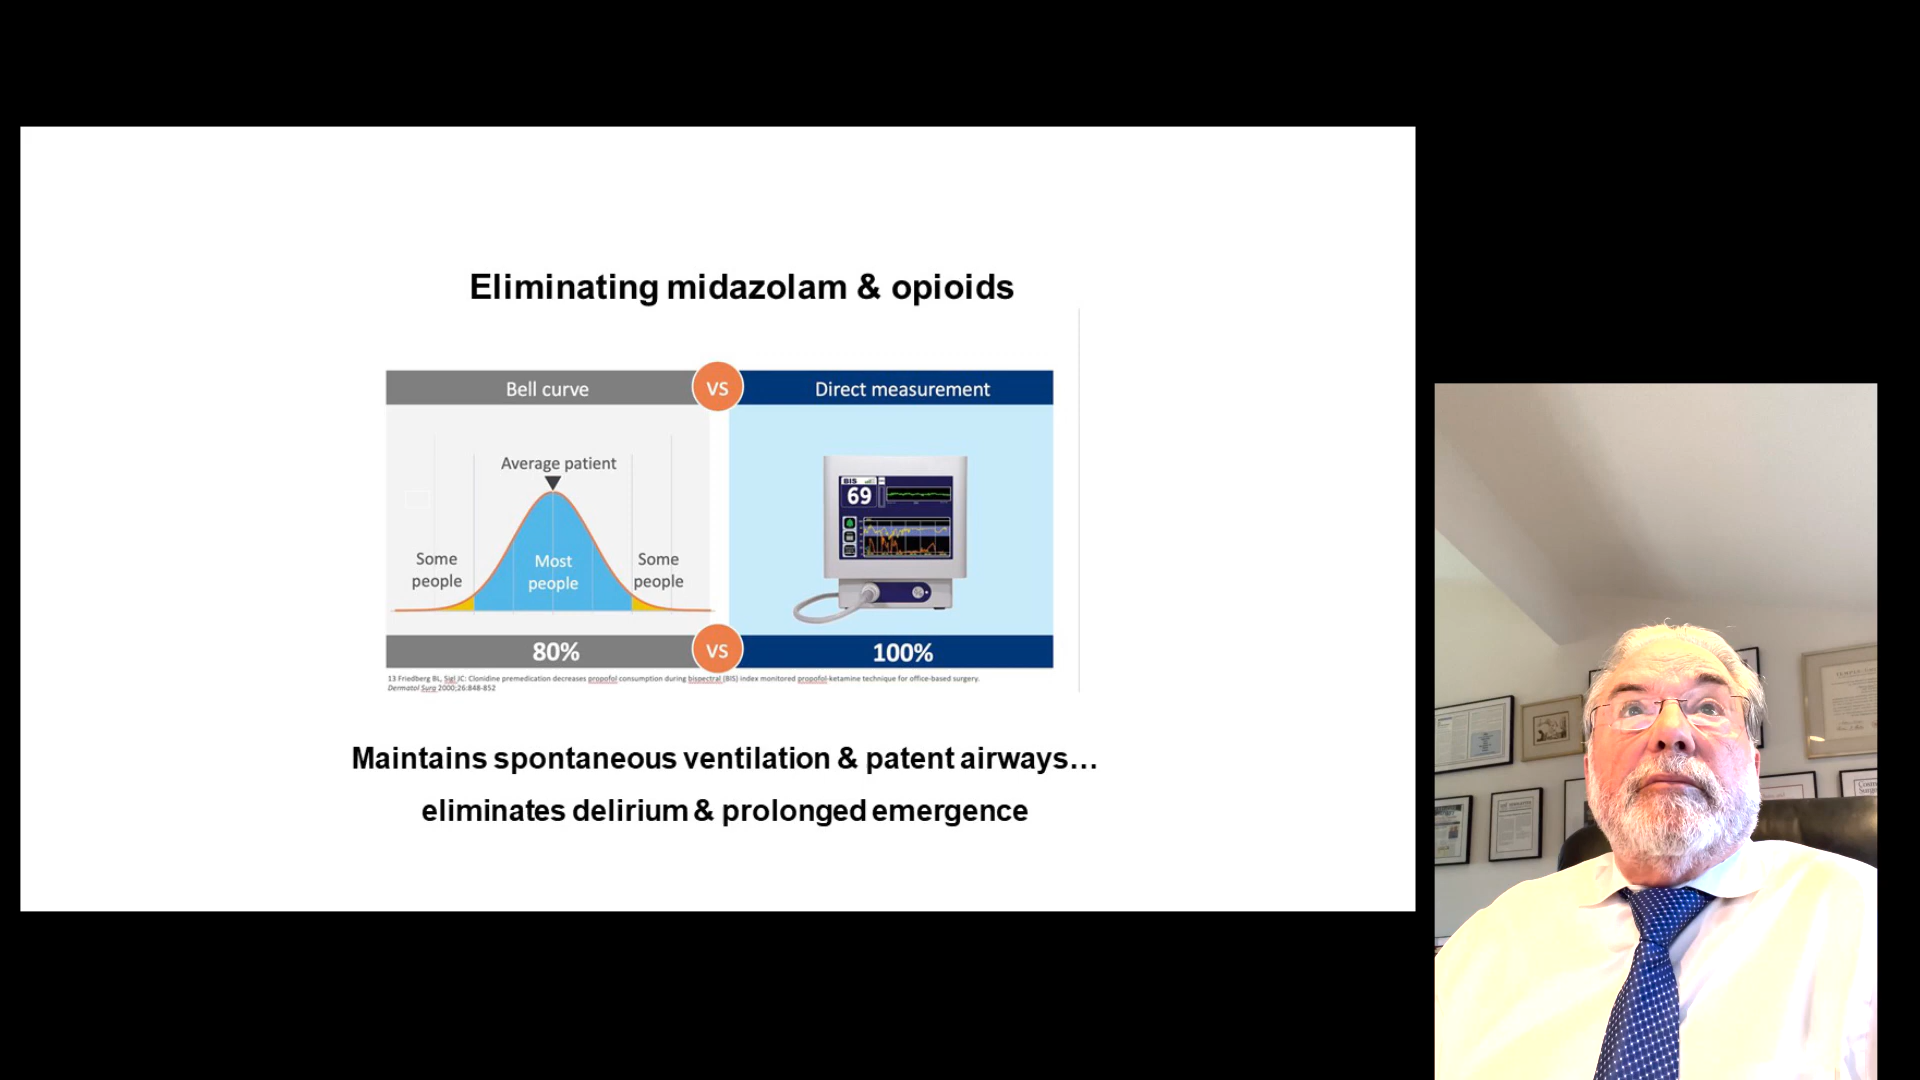 Eliminating midazolam & opioids
Bell curve
vs
Direct measurement
Average patient
Some
people
Most
people
Some
people
BIS
69
80%
vs
100%
13 Friedberg BL, Sigl JC: Clonidine premedication decreases propofol consumption during bispectral (BIS) index monitored propofol-ketamine technique for office-based surgery.
Dermatol Surg 2000;26:848-852
Maintains spontaneous ventilation & patent airways…
eliminates delirium & prolonged emergence